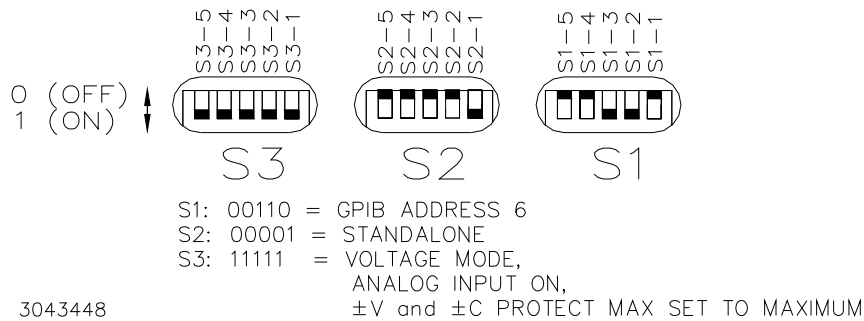 S3-5
S3-4
S3-3
S3-2
S3-1
S2-5
S2-4
S2-3
S2-2
S2-1
S1-5
S1-4
S1-3
S1-2
S1-1
0 (OFF)
1 (ON)
S3
S2
S1
S1: 00110 = GPIB ADDRESS 6
S2: 00001 = STANDALONE
S3: 11111 = VOLTAGE MODE,
ANALOG INPUT ON,
±V and ±C PROTECT MAX SET TO MAXIMUM
3043448